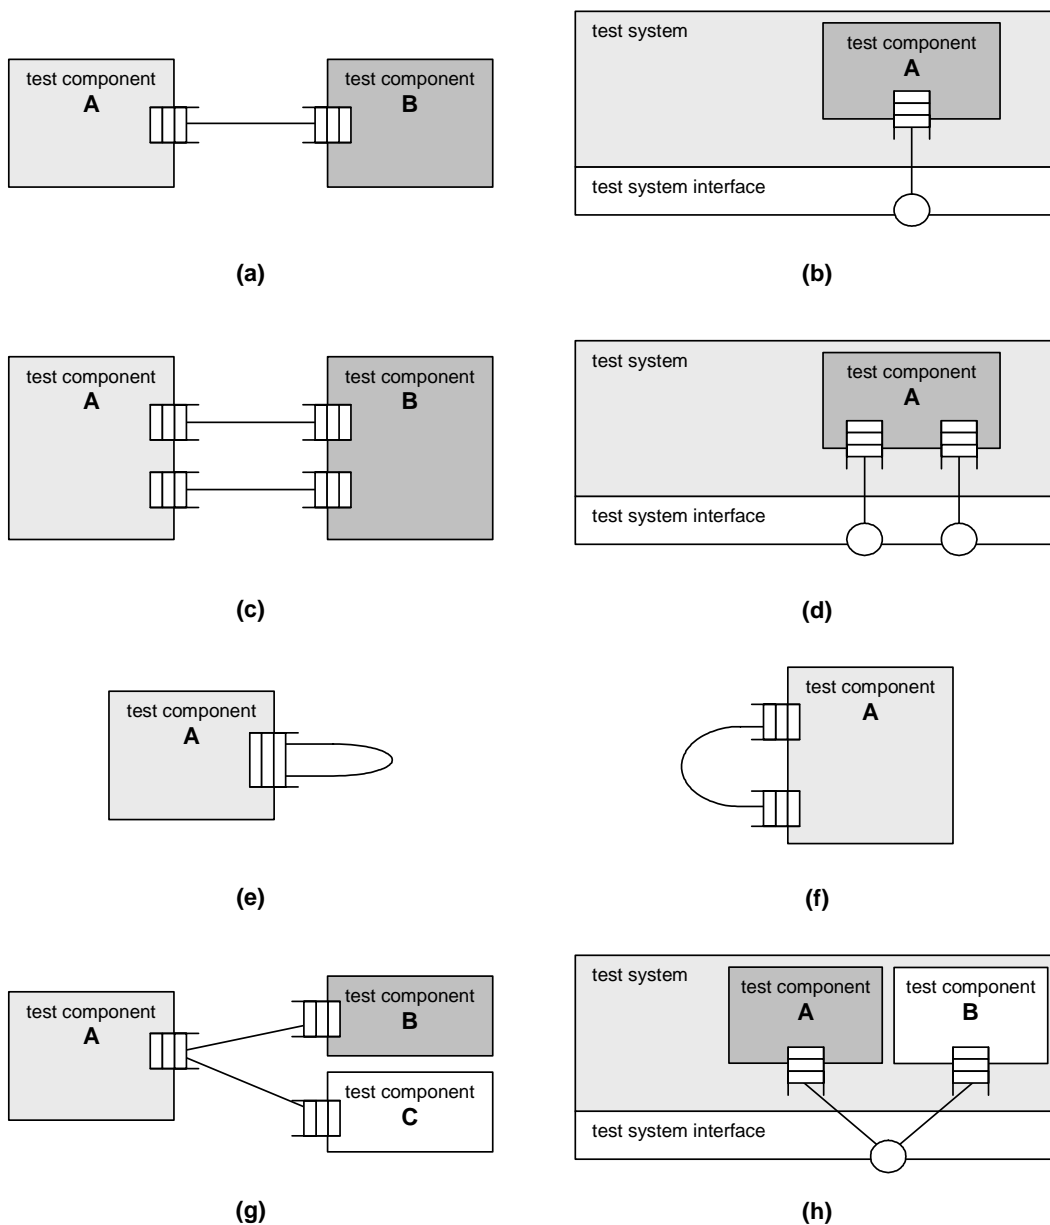 test component
A
test component
B
(a)
test system
test component
A
test system interface
(b)
test component
A
test component
B
(c)
test system
test component
A
test system interface
(d)
test component
A
(e)
test component
A
(f)
test component
A
test component
B
test component
C
(g)
test system
test component
A
test component
B
test system interface
(h)